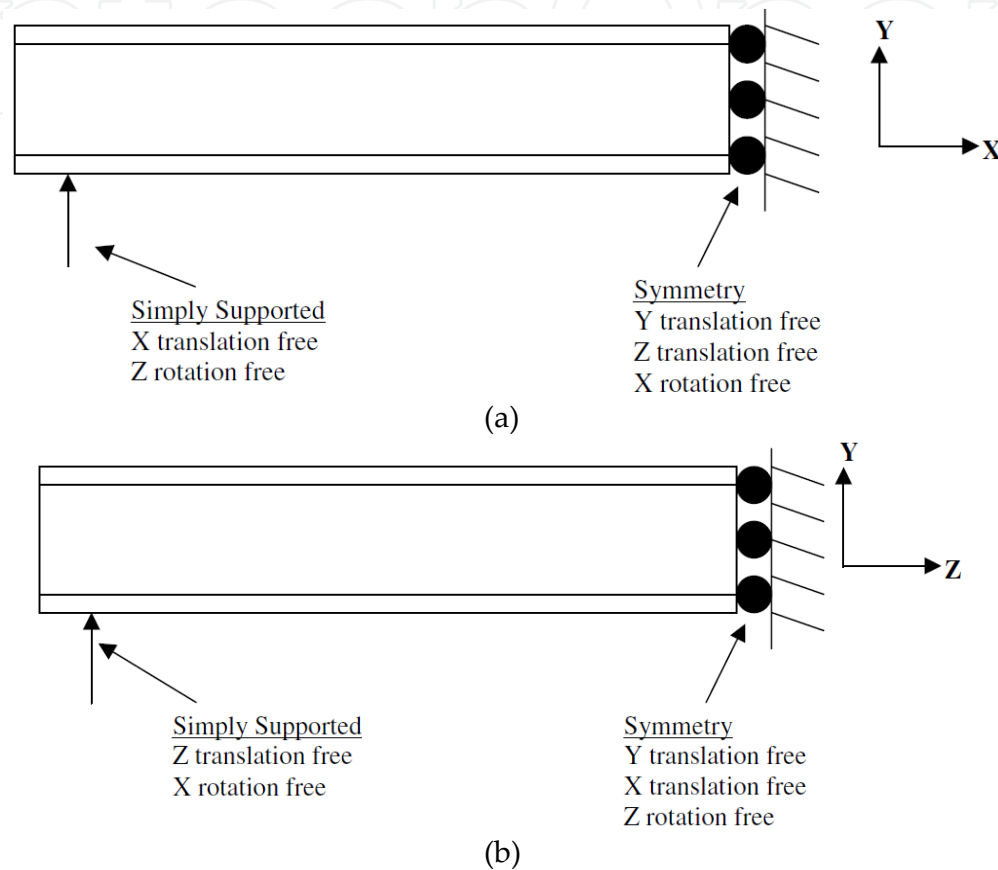 Y
X
Simply Supported
X translation free
Z rotation free
Symmetry
Y translation free
Z translation free
X rotation free
(a)
Y
Z
Simply Supported
Z translation free
X rotation free
Symmetry
Y translation free
X translation free
Z rotation free
(b)